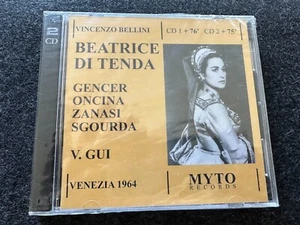 2 CD
VINCENZO BELLINI
CD 1 + 76' CD 2 + 75'
BEATRICE
DI TENDA
GENCER
ONCINA
ZANASI
SGOURDA
V. GUI
VENEZIA 1964
MYTO
RECORDS